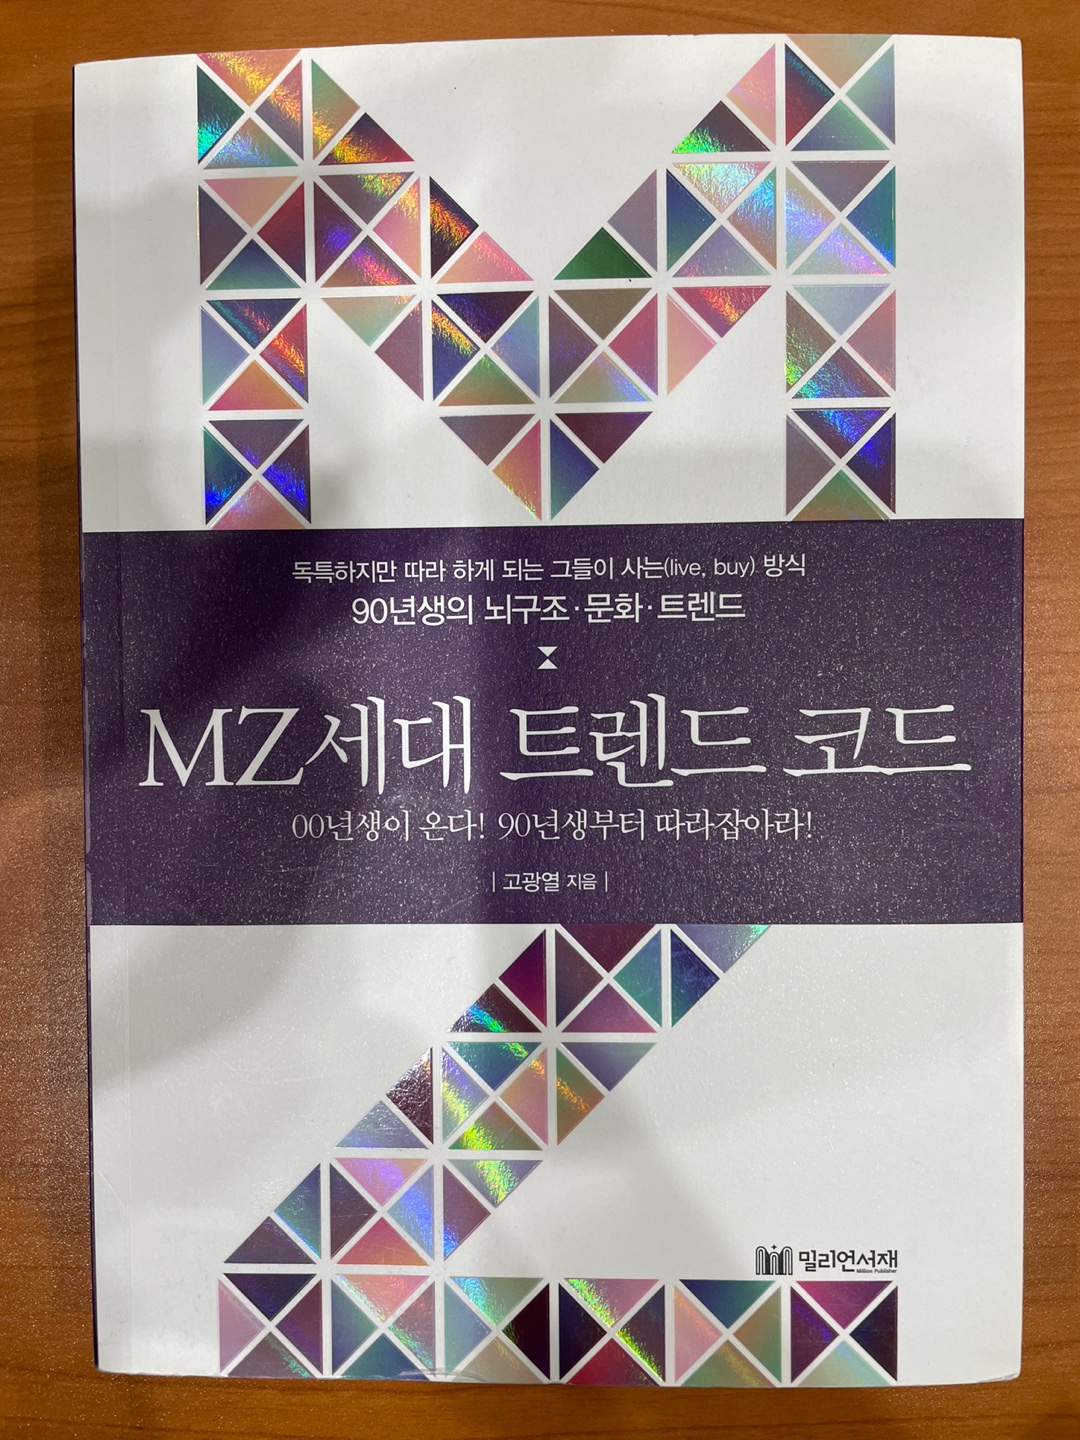 독특하지만 따라 하게 되는 그들이 사는(live, buy) 방식
90년생의 뇌구조·문화·트렌드
MZ세대 트렌드 코드
00년생이 온다! 90년생부터 따라잡아라!
| 고광열 지음 |
밀리언서재
Million Publisher